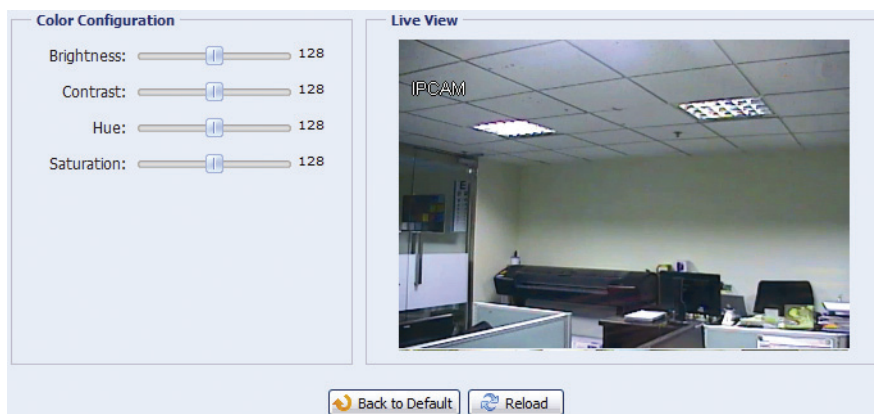 Color Configuration
Brightness: 128
Contrast: 128
Hue: 128
Saturation: 128
Live View
IPCAM
E
Back to Default
Reload